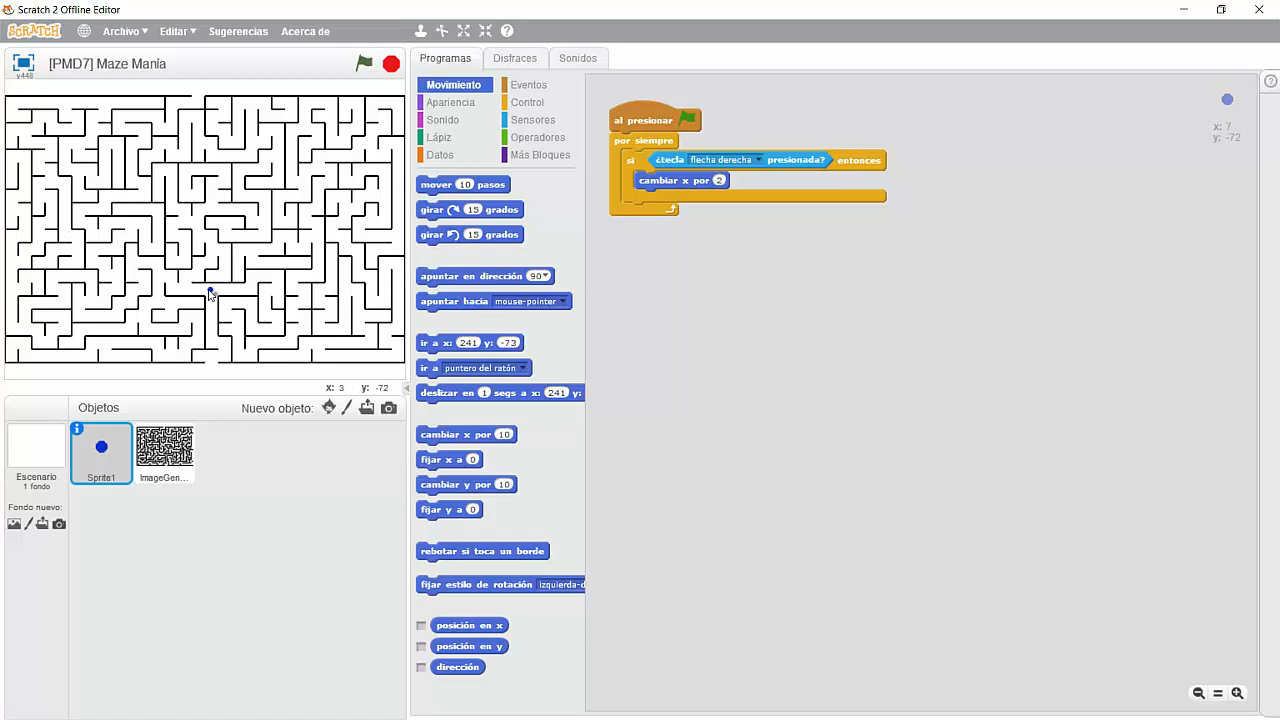 Scratch 2 Offline Editor
SCRATCH
Archivo Editar Sugerencias Acerca de
[PMD7] Maze Manía
v448
Programas Disfraces Sonidos
Movimiento Eventos
Apariencia Control
Sonido Sensores
Lápiz Operadores
Datos Más Bloques
mover 10 pasos
girar 15 grados
girar 15 grados
apuntar en dirección 90
apuntar hacia mouse-pointer
ir a x: 241 y: -73
ir a puntero del ratón
deslizar en 1 segs a x: 241 y:
cambiar x por 10
fijar x a 0
cambiar y por 10
fijar y a 0
rebotar si toca un borde
fijar estilo de rotación izquierda-d
posición en x
posición en y
dirección
al presionar
por siempre
si ¿tecla flecha derecha presionada? entonces
cambiar x por 2
x: 7
y: -72
x: 3 y: -72
Objetos Nuevo objeto:
Escenario
1 fondo
Fondo nuevo:
Sprite1
ImageGen...